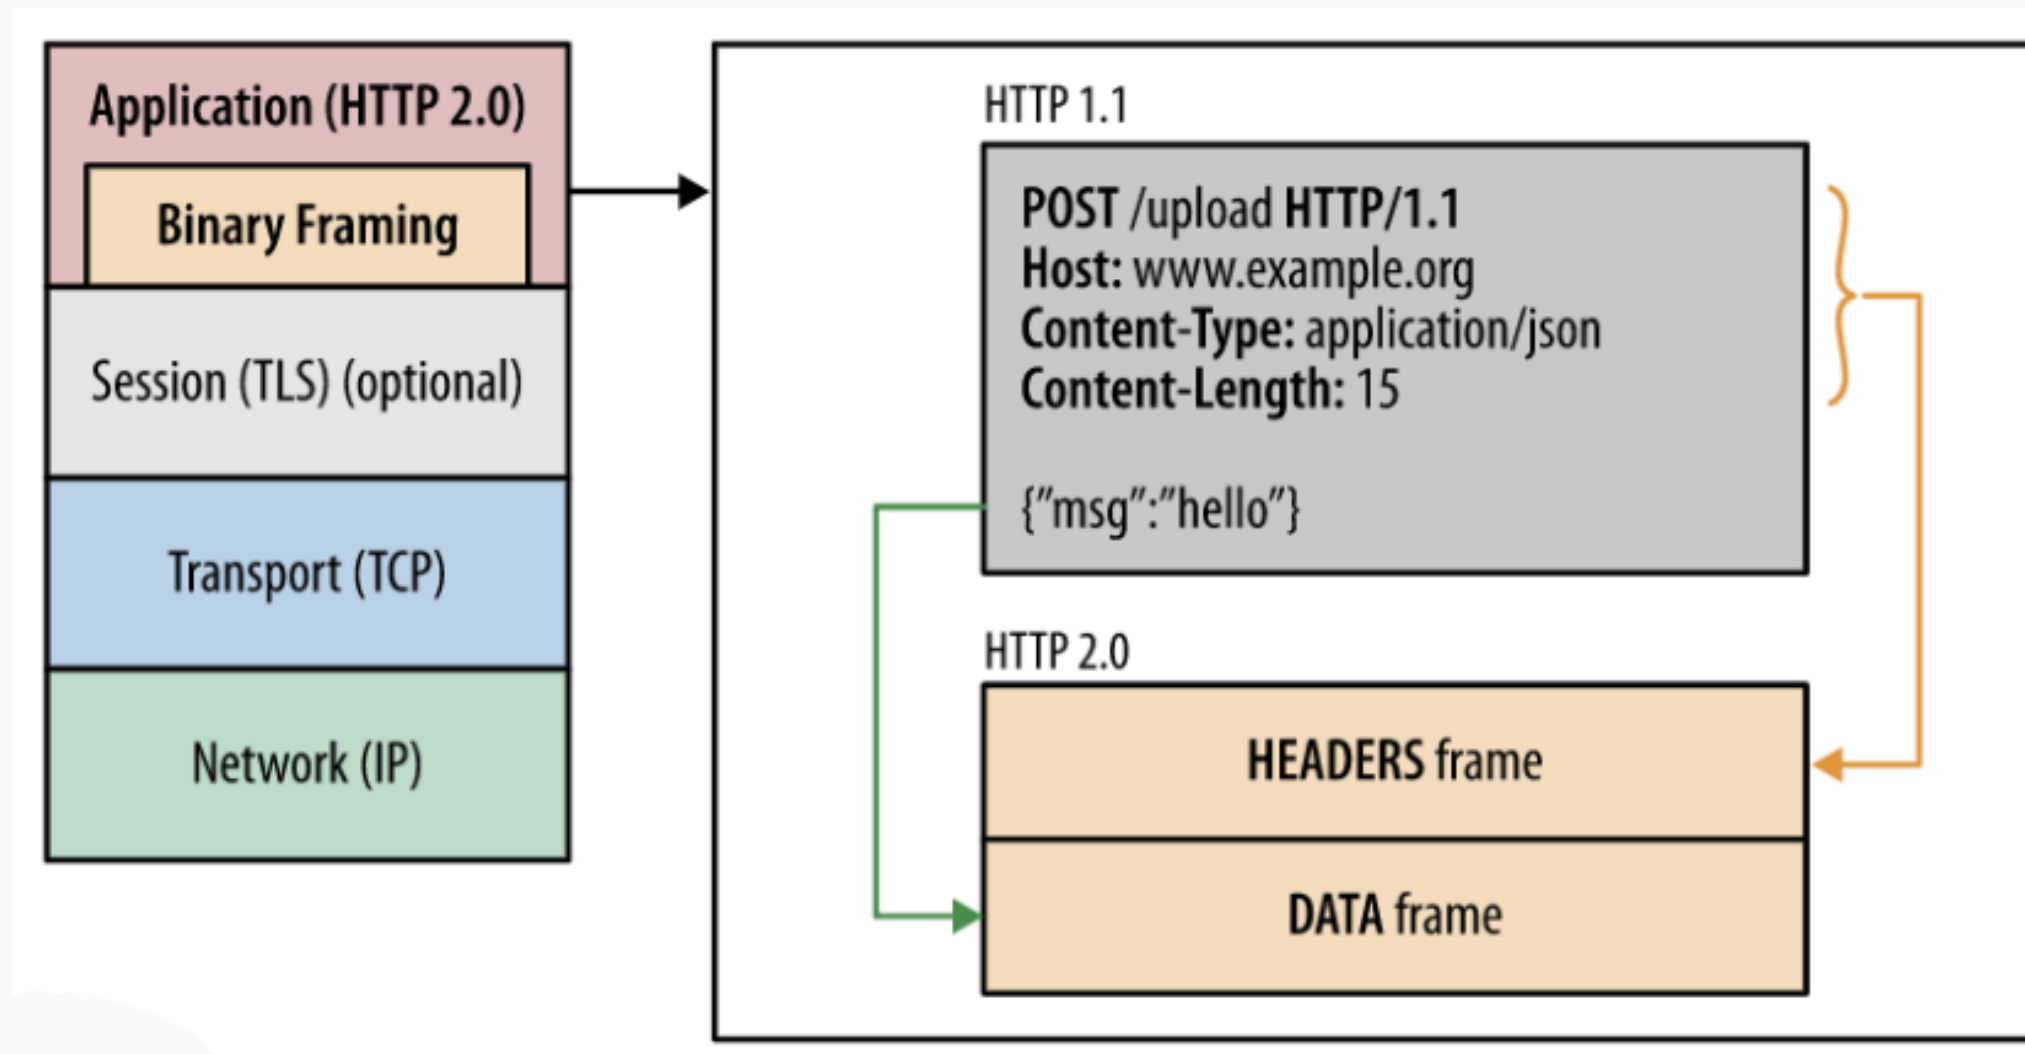 Application (HTTP 2.0)
Binary Framing
Session (TLS) (optional)
Transport (TCP)
Network (IP)
HTTP 1.1
POST /upload HTTP/1.1
Host: www.example.org
Content-Type: application/json
Content-Length: 15
{”msg”:”hello”}
HTTP 2.0
HEADERS frame
DATA frame